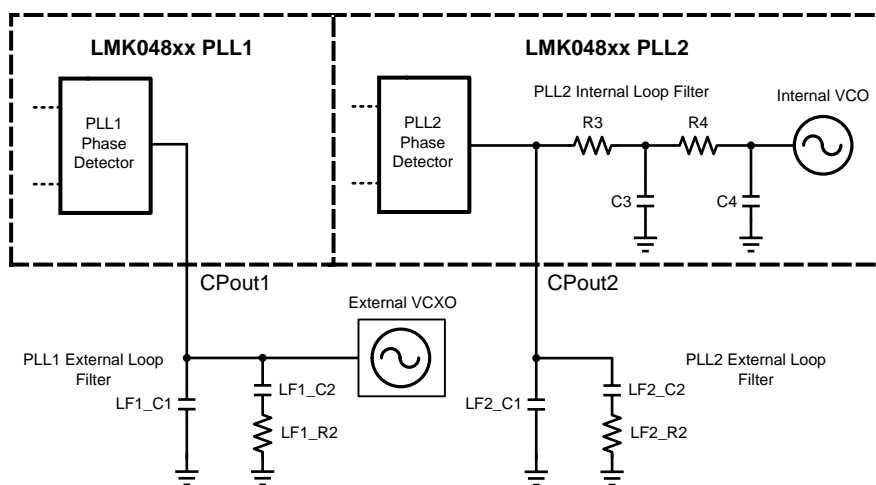 LMK048xx PLL1
LMK048xx PLL2
PLL1
Phase
Detector
PLL2
Phase
Detector
PLL2 Internal Loop Filter
R3
R4
Internal VCO
C3
C4
CPout1
CPout2
External VCXO
PLL1 External Loop
Filter
LF1_C1
LF1_C2
LF1_R2
LF2_C1
LF2_C2
LF2_R2
PLL2 External Loop
Filter